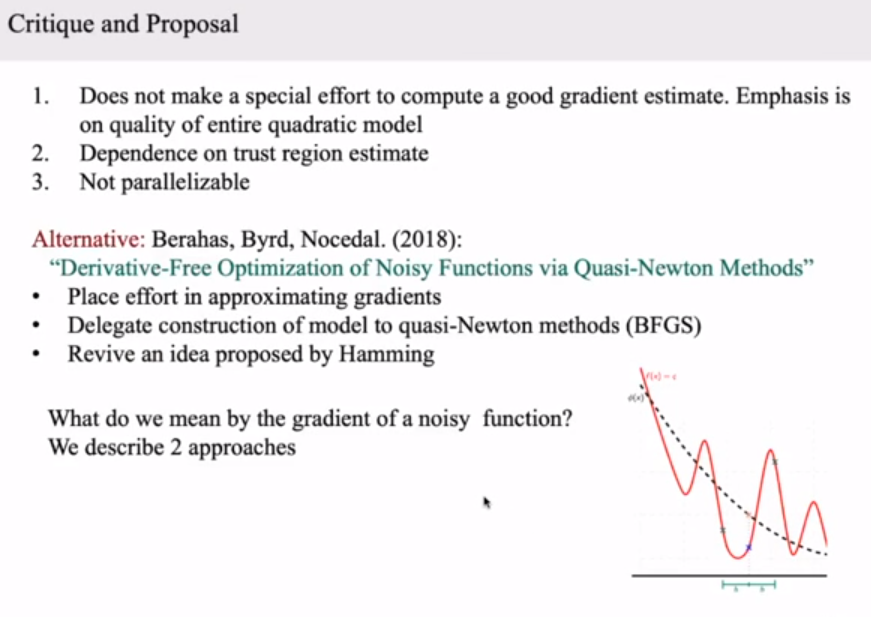 Critique and Proposal
1. Does not make a special effort to compute a good gradient estimate. Emphasis is
on quality of entire quadratic model
2. Dependence on trust region estimate
3. Not parallelizable
Alternative: Berahas, Byrd, Nocedal. (2018):
“Derivative-Free Optimization of Noisy Functions via Quasi-Newton Methods”
• Place effort in approximating gradients
• Delegate construction of model to quasi-Newton methods (BFGS)
• Revive an idea proposed by Hamming
What do we mean by the gradient of a noisy function?
We describe 2 approaches